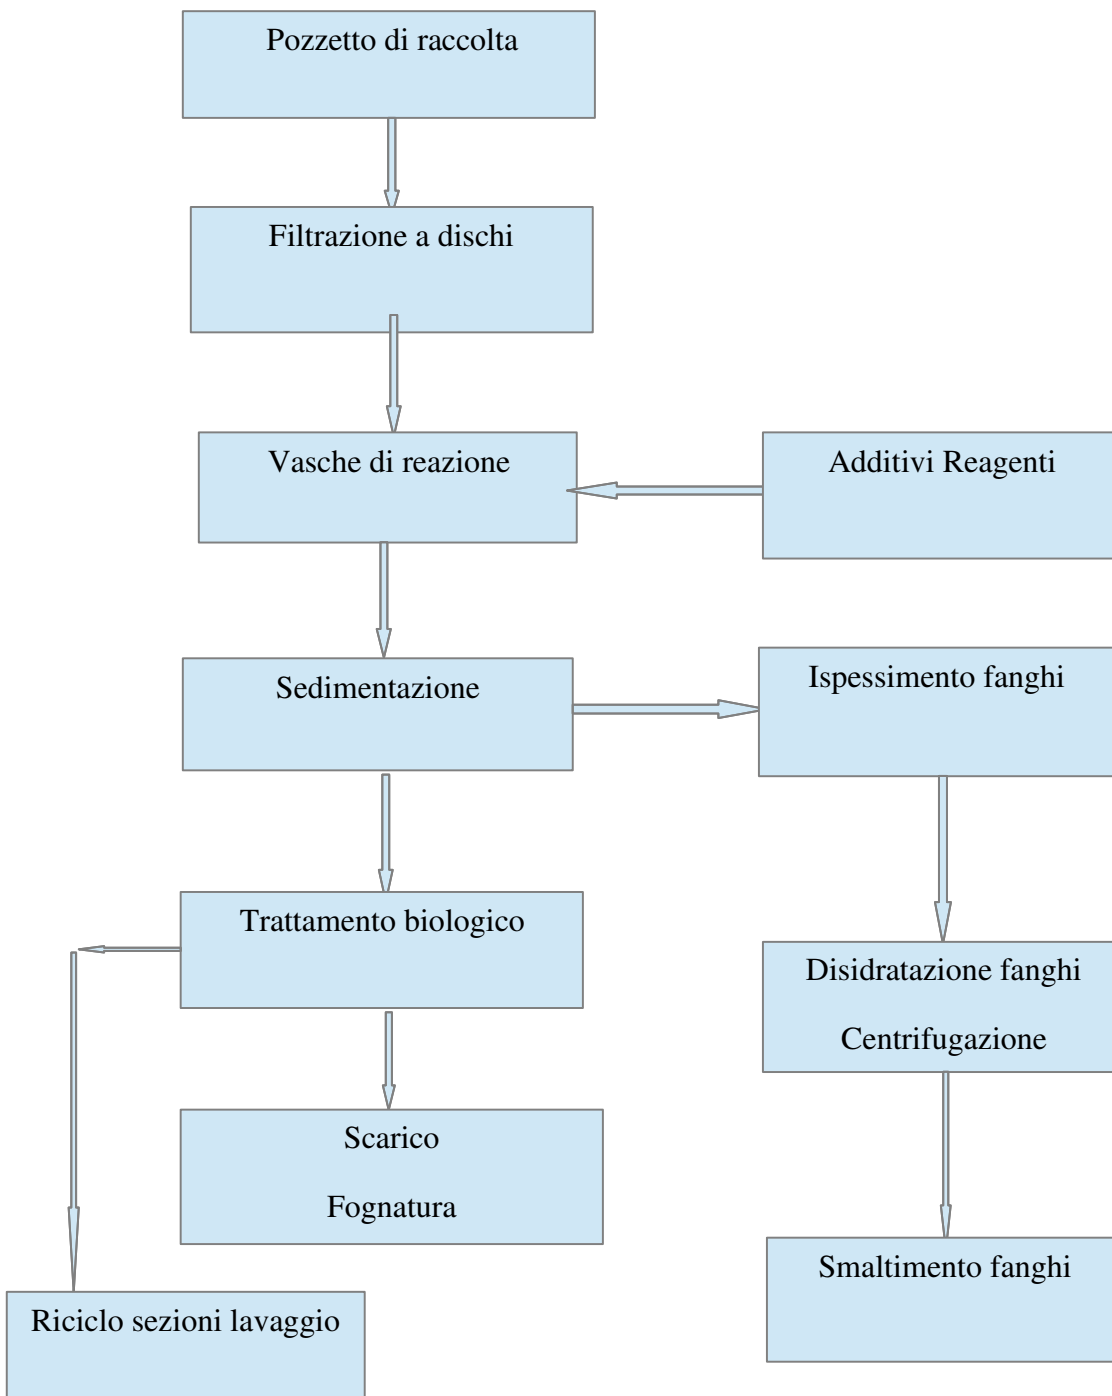 Pozzetto di raccolta
Filtrazione a dischi
Vasche di reazione
Additivi Reagenti
Sedimentazione
Ispessimento fanghi
Trattamento biologico
Disidratazione fanghi
Centrifugazione
Scarico
Fognatura
Smaltimento fanghi
Riciclo sezioni lavaggio